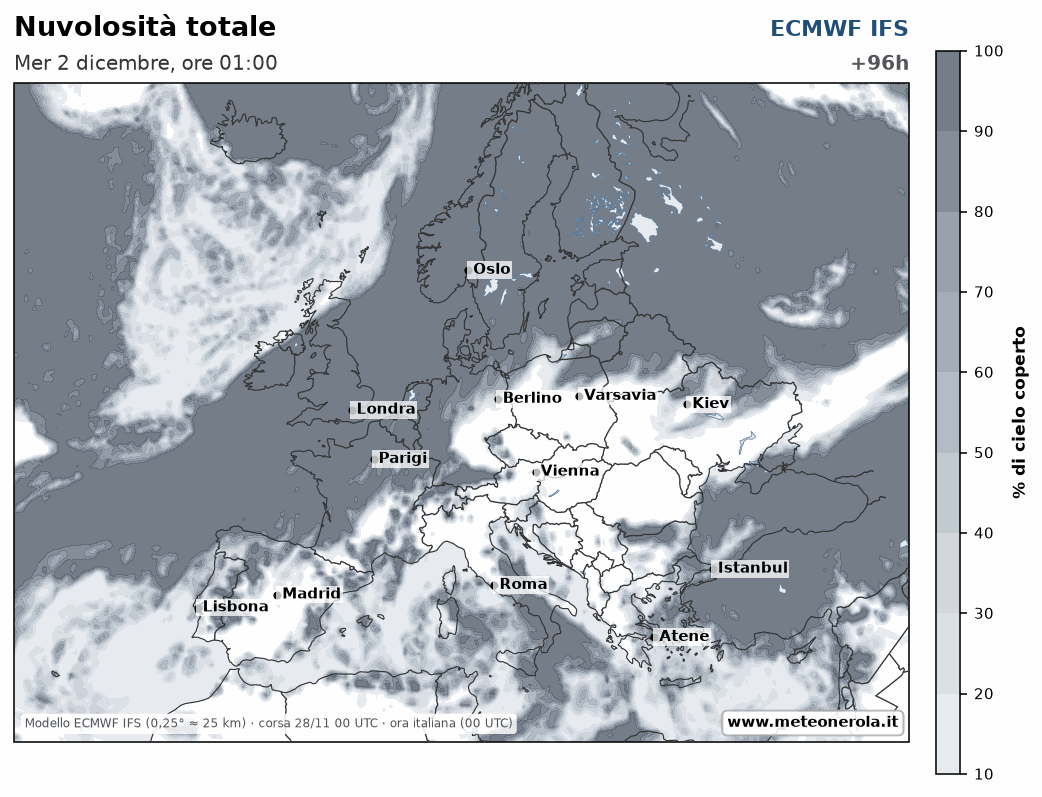 Nuvolosità totale
ECMWF IFS
Mer 2 dicembre, ore 01:00
+96h
100
90
80
70
60
50
40
30
20
10
% di cielo coperto
Oslo
Berlino
Varsavia
Kiev
Londra
Parigi
Vienna
Istanbul
Roma
Madrid
Lisbona
Atene
Modello ECMWF IFS (0,25° ≈ 25 km) · corsa 28/11 00 UTC · ora italiana (00 UTC)
www.meteonerola.it